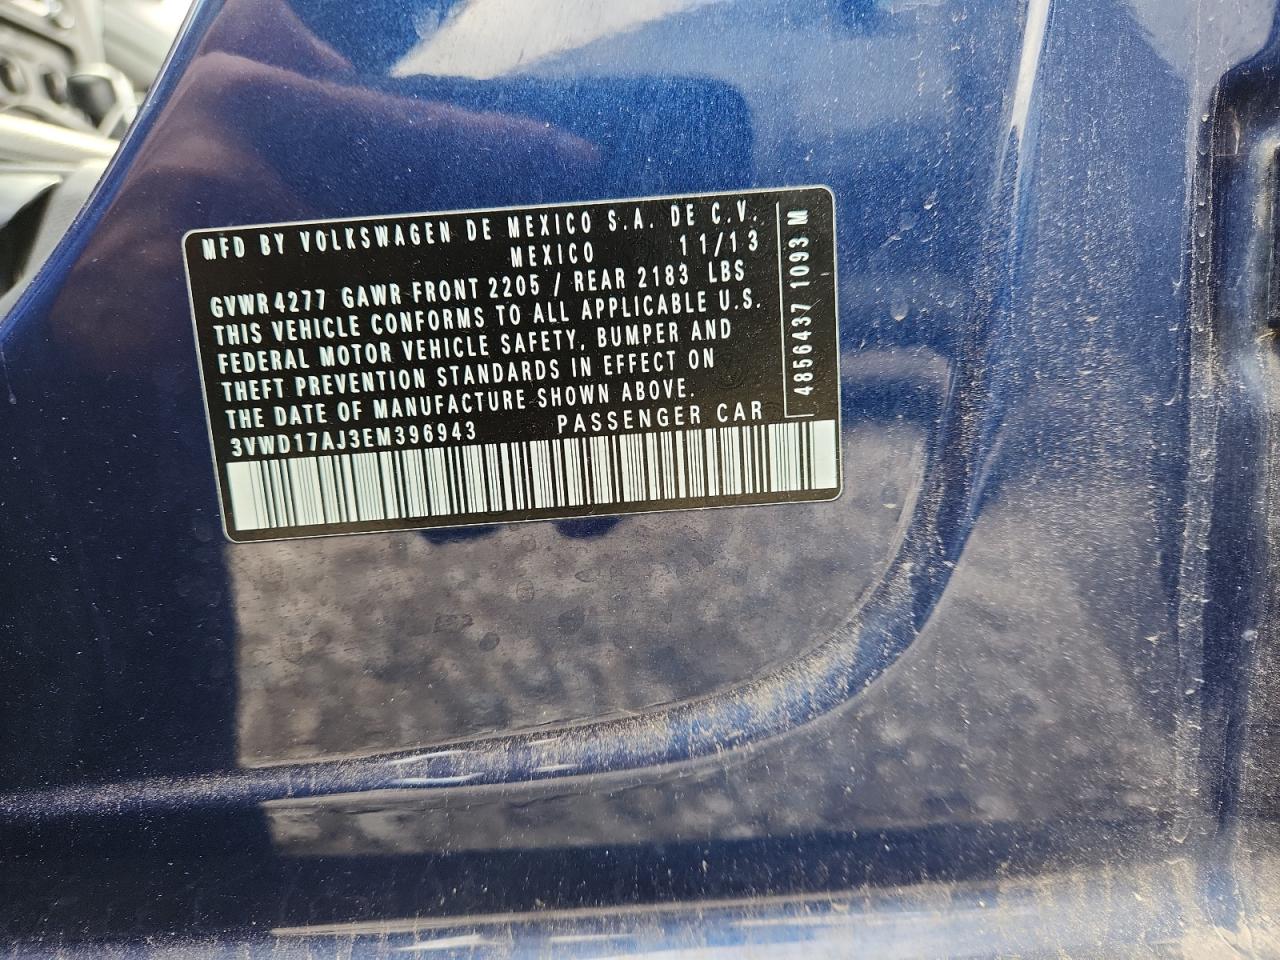 MFD BY VOLKSWAGEN DE MEXICO S.A. DE C.V.
MEXICO 11/13
GVWR 4277 GAWR FRONT 2205 / REAR 2183 LBS
THIS VEHICLE CONFORMS TO ALL APPLICABLE U.S.
FEDERAL MOTOR VEHICLE SAFETY, BUMPER AND
THEFT PREVENTION STANDARDS IN EFFECT ON
THE DATE OF MANUFACTURE SHOWN ABOVE.
3VWD17AJ3EM396943 PASSENGER CAR
4856437 1093 M